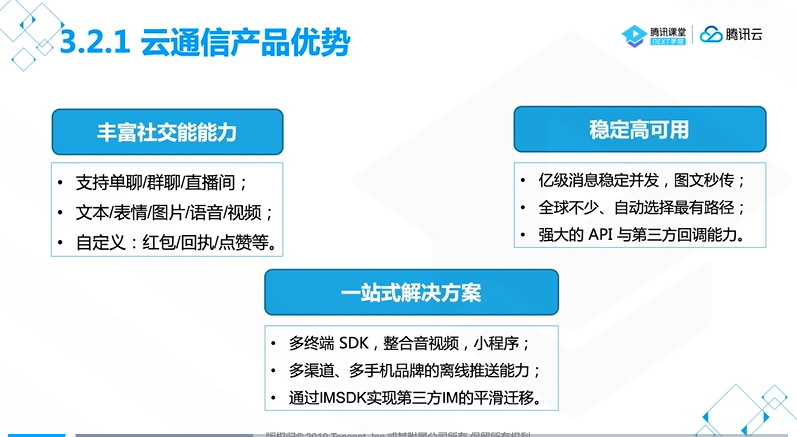 3.2.1 云通信产品优势
腾讯课堂
NEXT学院
腾讯云
丰富社交能能力
• 支持单聊/群聊/直播间；
• 文本/表情/图片/语音/视频；
• 自定义：红包/回执/点赞等。
稳定高可用
• 亿级消息稳定并发，图文秒传；
• 全球不少、自动选择最有路径；
• 强大的 API 与第三方回调能力。
一站式解决方案
• 多终端 SDK，整合音视频，小程序；
• 多渠道、多手机品牌的离线推送能力；
• 通过IMSDK实现第三方IM的平滑迁移。
版权归© 2019 Tencent, Inc.或其附属公司所有 保留所有权利